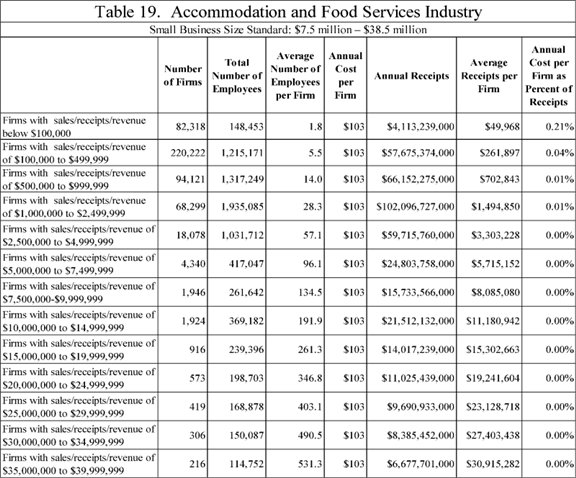 Table 19. Accommodation and Food Services Industry
Small Business Size Standard: $7.5 million – $38.5 million
Number of Firms Total Number of Employees Average Number of Employees per Firm Annual Cost per Firm Annual Receipts Average Receipts per Firm Annual Cost per Firm as Percent of Receipts
Firms with sales/receipts/revenue
below $100,000 82,318 148,453 1.8 $103 $4,113,239,000 $49,968 0.21%
Firms with sales/receipts/revenue
of $100,000 to $499,999 220,222 1,215,171 5.5 $103 $57,675,374,000 $261,897 0.04%
Firms with sales/receipts/revenue
of $500,000 to $999,999 94,121 1,317,249 14.0 $103 $66,152,275,000 $702,843 0.01%
Firms with sales/receipts/revenue
of $1,000,000 to $2,499,999 68,299 1,935,085 28.3 $103 $102,096,727,000 $1,494,850 0.01%
Firms with sales/receipts/revenue of
$2,500,000 to $4,999,999 18,078 1,031,712 57.1 $103 $59,715,760,000 $3,303,228 0.00%
Firms with sales/receipts/revenue of
$5,000,000 to $7,499,999 4,340 417,047 96.1 $103 $24,803,758,000 $5,715,152 0.00%
Firms with sales/receipts/revenue of
$7,500,000-$9,999,999 1,946 261,642 134.5 $103 $15,733,566,000 $8,085,080 0.00%
Firms with sales/receipts/revenue of
$10,000,000 to $14,999,999 1,924 369,182 191.9 $103 $21,512,132,000 $11,180,942 0.00%
Firms with sales/receipts/revenue of
$15,000,000 to $19,999,999 916 239,396 261.3 $103 $14,017,239,000 $15,302,663 0.00%
Firms with sales/receipts/revenue of
$20,000,000 to $24,999,999 573 198,703 346.8 $103 $11,025,439,000 $19,241,604 0.00%
Firms with sales/receipts/revenue of
$25,000,000 to $29,999,999 419 168,878 403.1 $103 $9,690,933,000 $23,128,718 0.00%
Firms with sales/receipts/revenue of
$30,000,000 to $34,999,999 306 150,087 490.5 $103 $8,385,452,000 $27,403,438 0.00%
Firms with sales/receipts/revenue of
$35,000,000 to $39,999,999 216 114,752 531.3 $103 $6,677,701,000 $30,915,282 0.00%